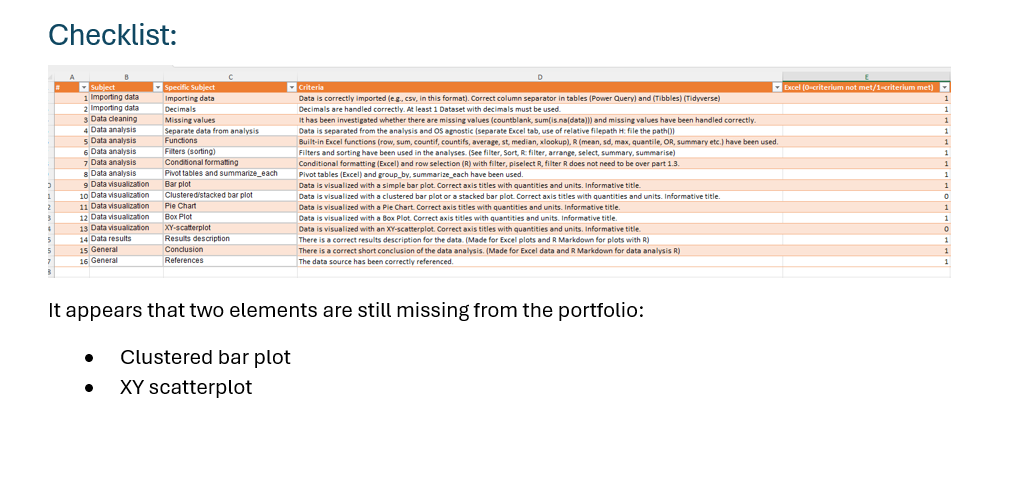 Checklist:
A B C D E
# Subject Specific Subject Criteria Excel (0=criterium not met/1=criterium met)
1 Importing data Importing data Data is correctly imported (e.g., csv, in this format). Correct column separator in tables (Power Query) and (Tibbles) (Tidyverse) 1
2 Importing data Decimals Decimals are handled correctly. At least 1 Dataset with decimals must be used. 1
3 Data cleaning Missing values It has been investigated whether there are missing values (countblank, sum(is.na(data))) and missing values have been handled correctly. 1
4 Data analysis Separate data from analysis Data is separated from the analysis and OS agnostic (separate Excel tab, use of relative filepath H: file the path()) 1
5 Data analysis Functions Built-in Excel functions (row, sum, countif, countifs, average, st, median, xlookup), R (mean, sd, max, quantile, OR, summary etc.) have been used. 1
6 Data analysis Filters (sorting) Filters and sorting have been used in the analyses. (See filter, Sort, R: filter, arrange, select, summary, summarise) 1
7 Data analysis Conditional formatting Conditional formatting (Excel) and row selection (R) with filter, piselect R, filter R does not need to be over part 1.3. 1
8 Data analysis Pivot tables and summarize_each Pivot tables (Excel) and group_by, summarize_each have been used. 1
9 Data visualization Bar plot Data is visualized with a simple bar plot. Correct axis titles with quantities and units. Informative title. 1
10 Data visualization Clustered/stacked bar plot Data is visualized with a clustered bar plot or a stacked bar plot. Correct axis titles with quantities and units. Informative title. 0
11 Data visualization Pie Chart Data is visualized with a Pie Chart. Correct axis titles with quantities and units. Informative title. 1
12 Data visualization Box Plot Data is visualized with a Box Plot. Correct axis titles with quantities and units. Informative title. 1
13 Data visualization XY-scatterplot Data is visualized with an XY-scatterplot. Correct axis titles with quantities and units. Informative title. 0
14 Data results Results description There is a correct results description for the data. (Made for Excel plots and R Markdown for plots with R) 1
15 General Conclusion There is a correct short conclusion of the data analysis. (Made for Excel data and R Markdown for data analysis R) 1
16 General References The data source has been correctly referenced. 1
It appears that two elements are still missing from the portfolio:
● Clustered bar plot
● XY scatterplot